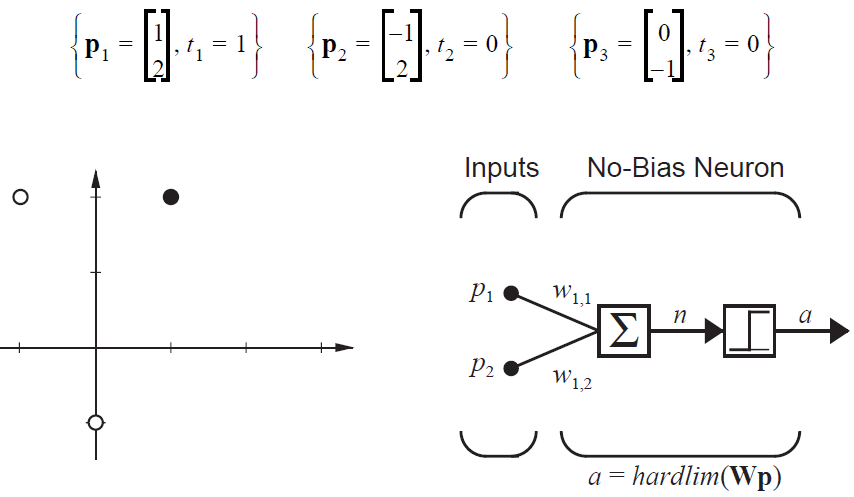 {p1 = [1 2], t1 = 1} {p2 = [−1 2], t2 = 0} {p3 = [0 −1], t3 = 0}
Inputs No-Bias Neuron
p1 w1,1
Σ n a
p2 w1,2
a = hardlim(Wp)